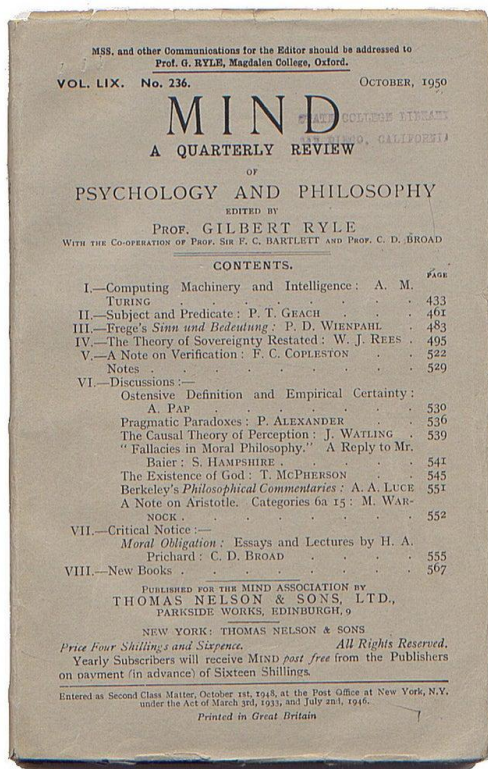 MSS. and other Communications for the Editor should be addressed to
Prof. G. RYLE, Magdalen College, Oxford.
VOL. LIX. No. 236. OCTOBER, 1950
MIND
STATE COLLEGE LIBRARY
SAN DIEGO, CALIFORNIA
A QUARTERLY REVIEW
OF
PSYCHOLOGY AND PHILOSOPHY
EDITED BY
PROF. GILBERT RYLE
WITH THE CO-OPERATION OF PROF. SIR F. C. BARTLETT AND PROF. C. D. BROAD
CONTENTS.
PAGE
I.—Computing Machinery and Intelligence : A. M.
TURING . . . . . . . . 433
II.—Subject and Predicate : P. T. GEACH . . . 461
III.—Frege's Sinn und Bedeutung : P. D. WIENPAHL . 483
IV.—The Theory of Sovereignty Restated : W. J. REES . 495
V.—A Note on Verification : F. C. COPLESTON . . 522
Notes . . . . . . . . 529
VI.—Discussions :—
Ostensive Definition and Empirical Certainty :
A. PAP . . . . . . . 530
Pragmatic Paradoxes : P. ALEXANDER . . . 536
The Causal Theory of Perception : J. WATLING . 539
" Fallacies in Moral Philosophy." A Reply to Mr.
Baier : S. HAMPSHIRE . . . . . 541
The Existence of God : T. MCPHERSON . . 545
Berkeley's Philosophical Commentaries : A. A. LUCE 551
A Note on Aristotle. Categories 6a 15 : M. WAR-
NOCK . . . . . . . . 552
VII.—Critical Notice :—
Moral Obligation : Essays and Lectures by H. A.
Prichard : C. D. BROAD . . . . 555
VIII.—New Books . . . . . . . 567
PUBLISHED FOR THE MIND ASSOCIATION BY
THOMAS NELSON & SONS, LTD.,
PARKSIDE WORKS, EDINBURGH, 9
NEW YORK: THOMAS NELSON & SONS
Price Four Shillings and Sixpence. All Rights Reserved.
Yearly Subscribers will receive MIND post free from the Publishers
on payment (in advance) of Sixteen Shillings.
Entered as Second Class Matter, October 1st, 1948, at the Post Office at New York, N.Y.
under the Act of March 3rd, 1933, and July 2nd, 1946.
Printed in Great Britain